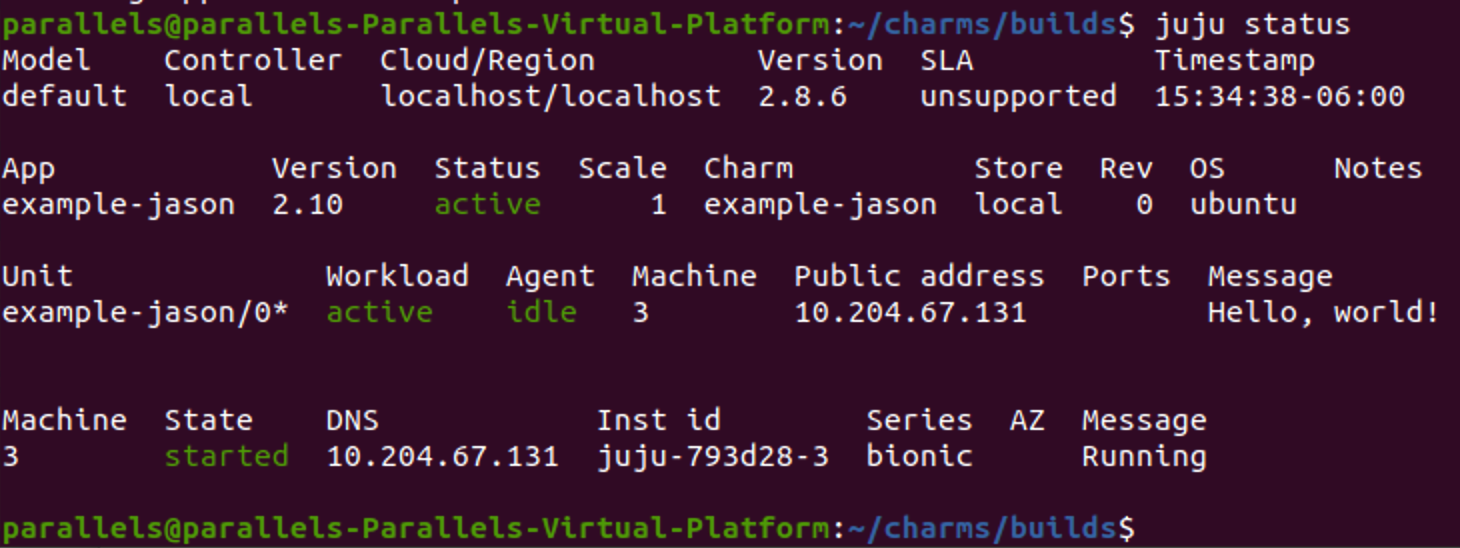 parallels@parallels-Parallels-Virtual-Platform:~/charms/builds$ juju status
Model    Controller  Cloud/Region         Version  SLA          Timestamp
default  local       localhost/localhost  2.8.6    unsupported  15:34:38-06:00
App            Version  Status  Scale  Charm          Store  Rev  OS      Notes
example-jason  2.10     active      1  example-jason  local    0  ubuntu
Unit              Workload  Agent  Machine  Public address  Ports  Message
example-jason/0*  active    idle   3        10.204.67.131          Hello, world!
Machine  State    DNS            Inst id        Series  AZ  Message
3        started  10.204.67.131  juju-793d28-3  bionic      Running
parallels@parallels-Parallels-Virtual-Platform:~/charms/builds$